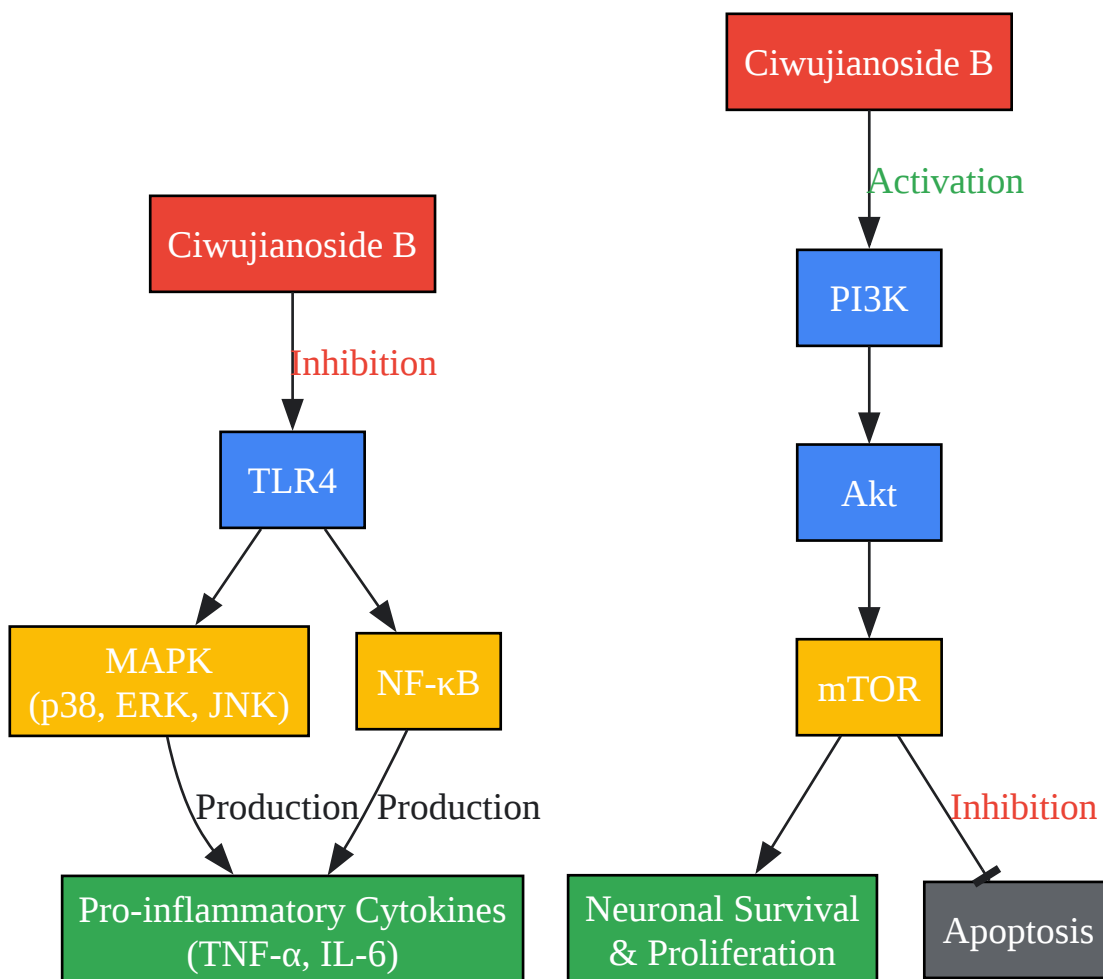 Ciwujianoside B
Inhibition
TLR4
MAPK
(p38, ERK, JNK)
NF-κB
Production
Production
Pro-inflammatory Cytokines
(TNF-α, IL-6)
Ciwujianoside B
Activation
PI3K
Akt
mTOR
Inhibition
Neuronal Survival
& Proliferation
Apoptosis